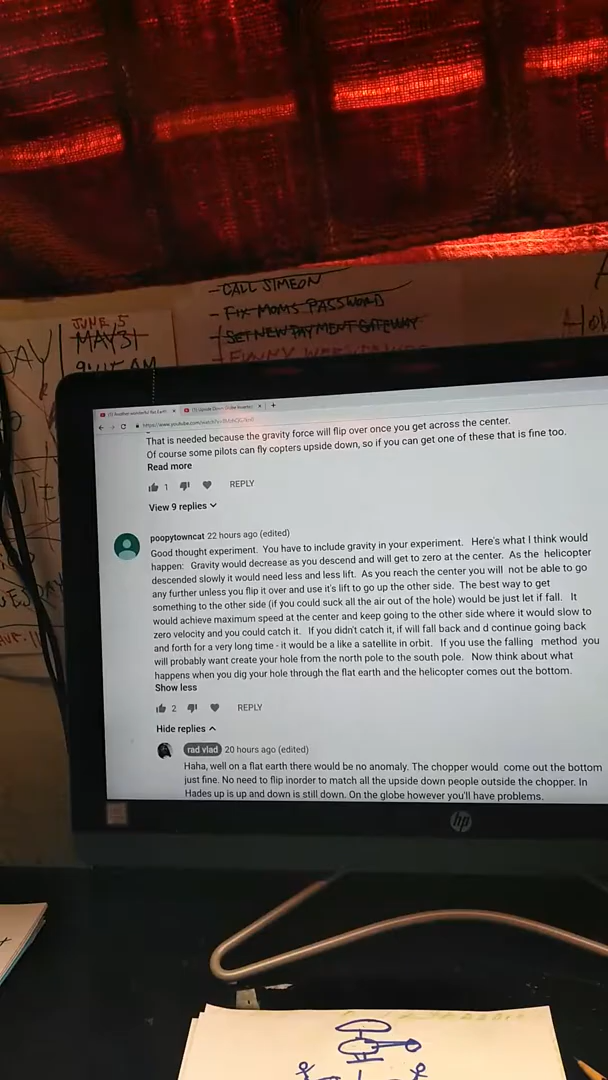 - CALL SIMEON
- FIX MOMS PASSWORD
- SET NEW PAYMENT GATEWAY
JUNE 5
DAY
MAY 31
That is needed because the gravity force will flip over once you get across the center.
Of course some pilots can fly copters upside down, so if you can get one of these that is fine too.
Read more
1 REPLY
View 9 replies
poopytowncat 22 hours ago (edited)
Good thought experiment. You have to include gravity in your experiment. Here's what I think would
happen: Gravity would decrease as you descend and will get to zero at the center. As the helicopter
descended slowly it would need less and less lift. As you reach the center you will not be able to go
any further unless you flip it over and use it's lift to go up the other side. The best way to get
something to the other side (if you could suck all the air out of the hole) would be just let if fall. It
would achieve maximum speed at the center and keep going to the other side where it would slow to
zero velocity and you could catch it. If you didn't catch it, if will fall back and d continue going back
and forth for a very long time - it would be a like a satellite in orbit. If you use the falling method you
will probably want create your hole from the north pole to the south pole. Now think about what
happens when you dig your hole through the flat earth and the helicopter comes out the bottom.
Show less
2 REPLY
Hide replies
rad vlad 20 hours ago (edited)
Haha, well on a flat earth there would be no anomaly. The chopper would come out the bottom
just fine. No need to flip inorder to match all the upside down people outside the chopper. In
Hades up is up and down is still down. On the globe however you'll have problems.
hp